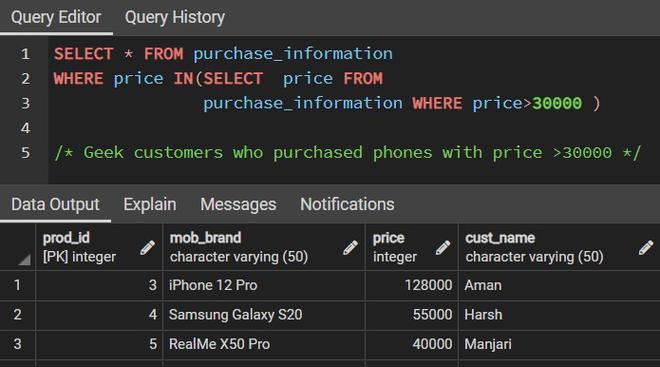 Query Editor Query History
1 SELECT * FROM purchase_information
2 WHERE price IN(SELECT  price FROM
3 purchase_information WHERE price>30000 )
4
5 /* Geek customers who purchased phones with price >30000 */
Data Output Explain Messages Notifications
prod_id mob_brand price cust_name
[PK] integer character varying (50) integer character varying (50)
1 3 iPhone 12 Pro 128000 Aman
2 4 Samsung Galaxy S20 55000 Harsh
3 5 RealMe X50 Pro 40000 Manjari